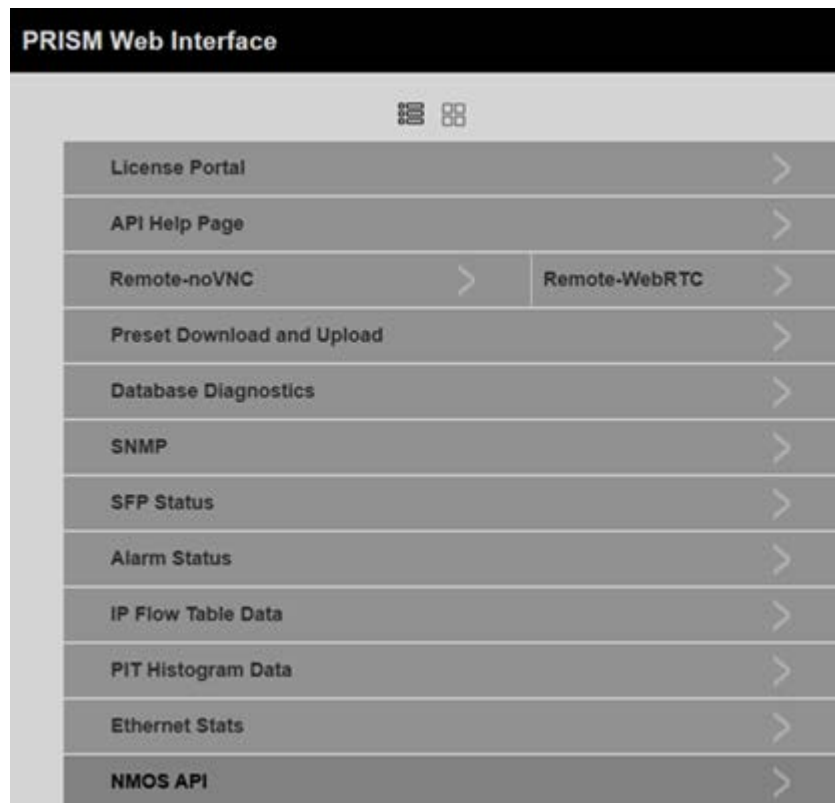 PRISM Web Interface
License Portal
API Help Page
Remote-noVNC
Remote-WebRTC
Preset Download and Upload
Database Diagnostics
SNMP
SFP Status
Alarm Status
IP Flow Table Data
PIT Histogram Data
Ethernet Stats
NMOS API